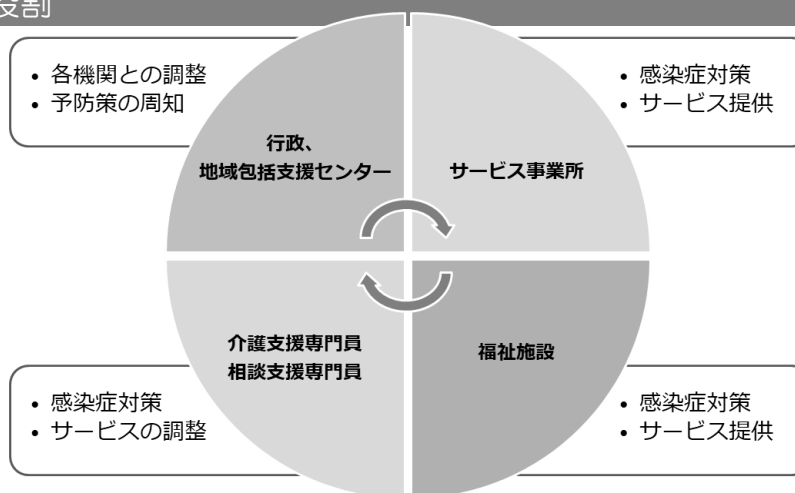 役割
• 各機関との調整
• 予防策の周知
• 感染症対策
• サービス提供
行政、
地域包括支援センター
サービス事業所
介護支援専門員
相談支援専門員
福祉施設
• 感染症対策
• サービスの調整
• 感染症対策
• サービス提供